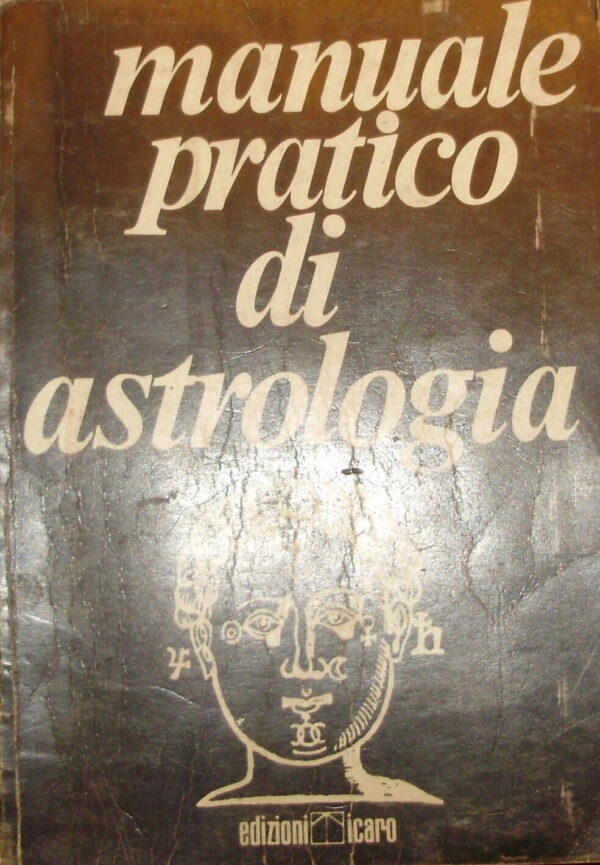 manuale
pratico
di
astrologia
edizioni icaro